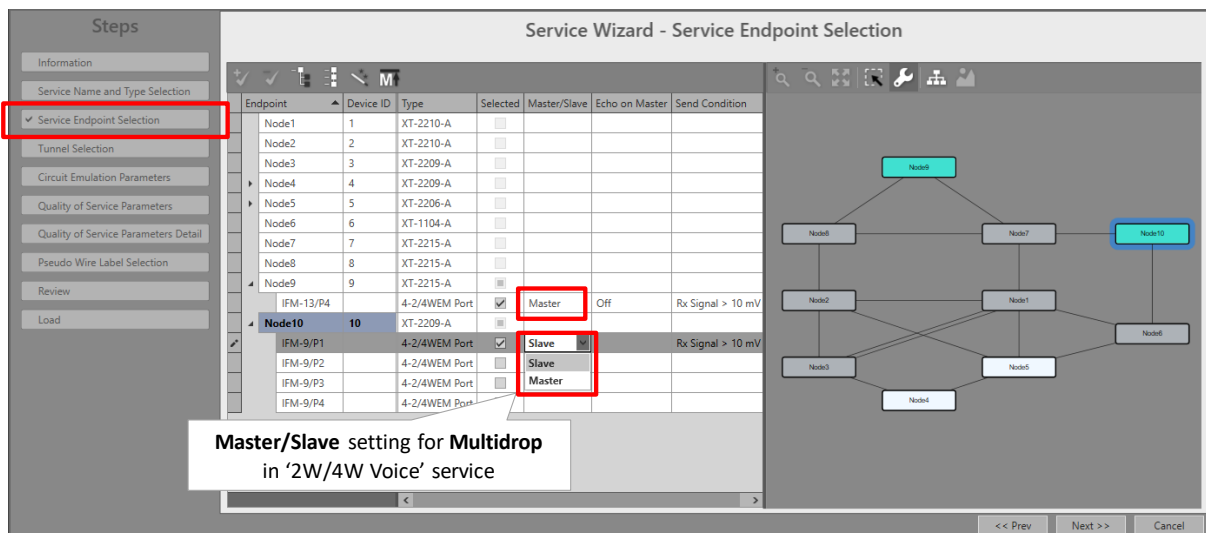 Steps
Service Wizard - Service Endpoint Selection
Information
Service Name and Type Selection
Service Endpoint Selection
Tunnel Selection
Circuit Emulation Parameters
Quality of Service Parameters
Quality of Service Parameters Detail
Pseudo Wire Label Selection
Review
Load
M
Endpoint Device ID Type Selected Master/Slave Echo on Master Send Condition
Node1 1 XT-2210-A
Node2 2 XT-2210-A
Node3 3 XT-2209-A
Node4 4 XT-2209-A
Node5 5 XT-2206-A
Node6 6 XT-1104-A
Node7 7 XT-2215-A
Node8 8 XT-2215-A
Node9 9 XT-2215-A
IFM-13/P4 4-2/4WEM Port Master Off Rx Signal > 10 mV
Node10 10 XT-2209-A
IFM-9/P1 4-2/4WEM Port Slave Rx Signal > 10 mV
IFM-9/P2 4-2/4WEM Port Slave
IFM-9/P3 4-2/4WEM Port Master
IFM-9/P4 4-2/4WEM Port
Master/Slave setting for Multidrop
in ‘2W/4W Voice’ service
Node9
Node8 Node7 Node10
Node2 Node1
Node6
Node3 Node5
Node4
<< Prev Next >> Cancel